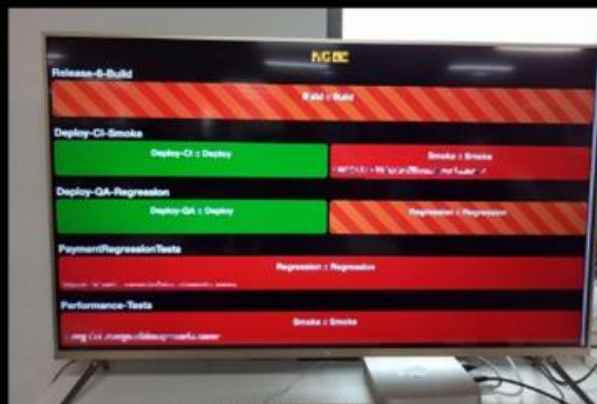 Release-6-Build
Build :: Build
Deploy-CI-Smoke
Deploy-CI :: Deploy
Smoke :: Smoke
Deploy-QA-Regression
Deploy-QA :: Deploy
Regression :: Regression
PaymentRegressionTests
Regression :: Regression
Performance-Tests
Smoke :: Smoke